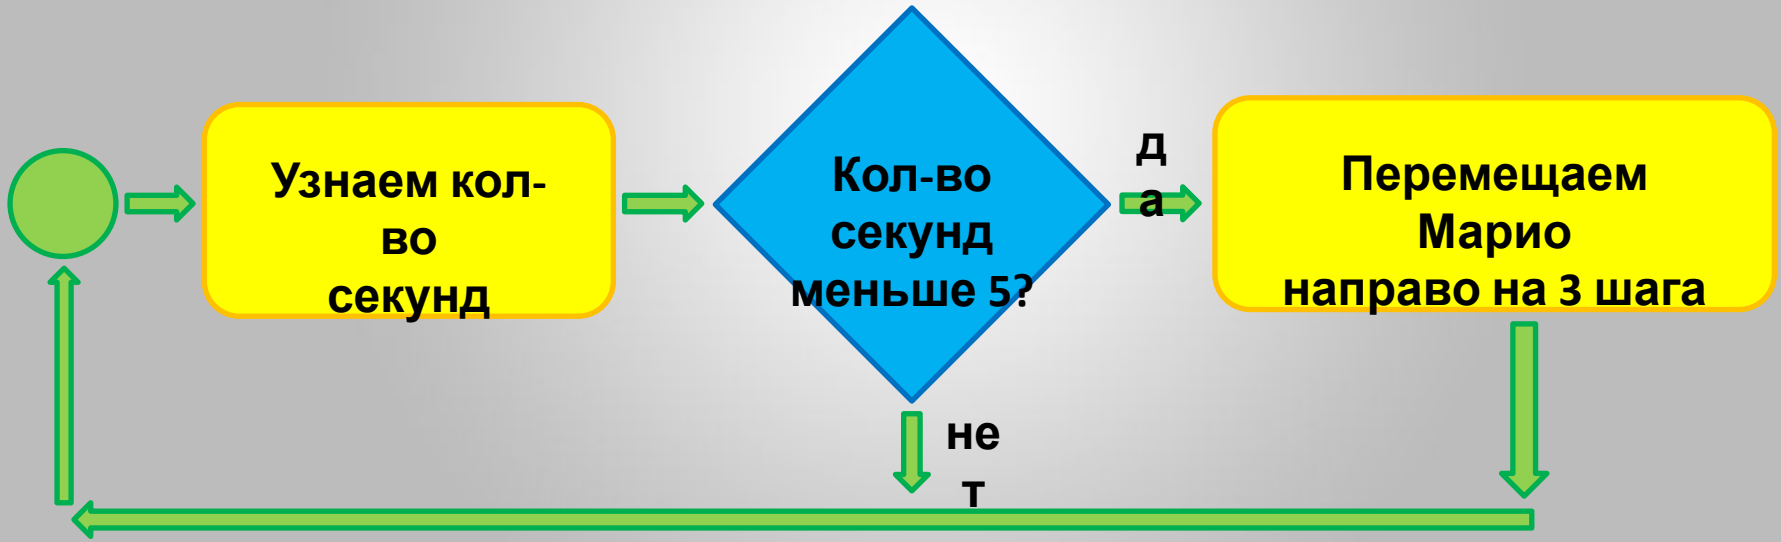 Узнаем кол-
во
секунд
Кол-во
секунд
меньше 5?
д
а
Перемещаем
Марио
направо на 3 шага
не
т